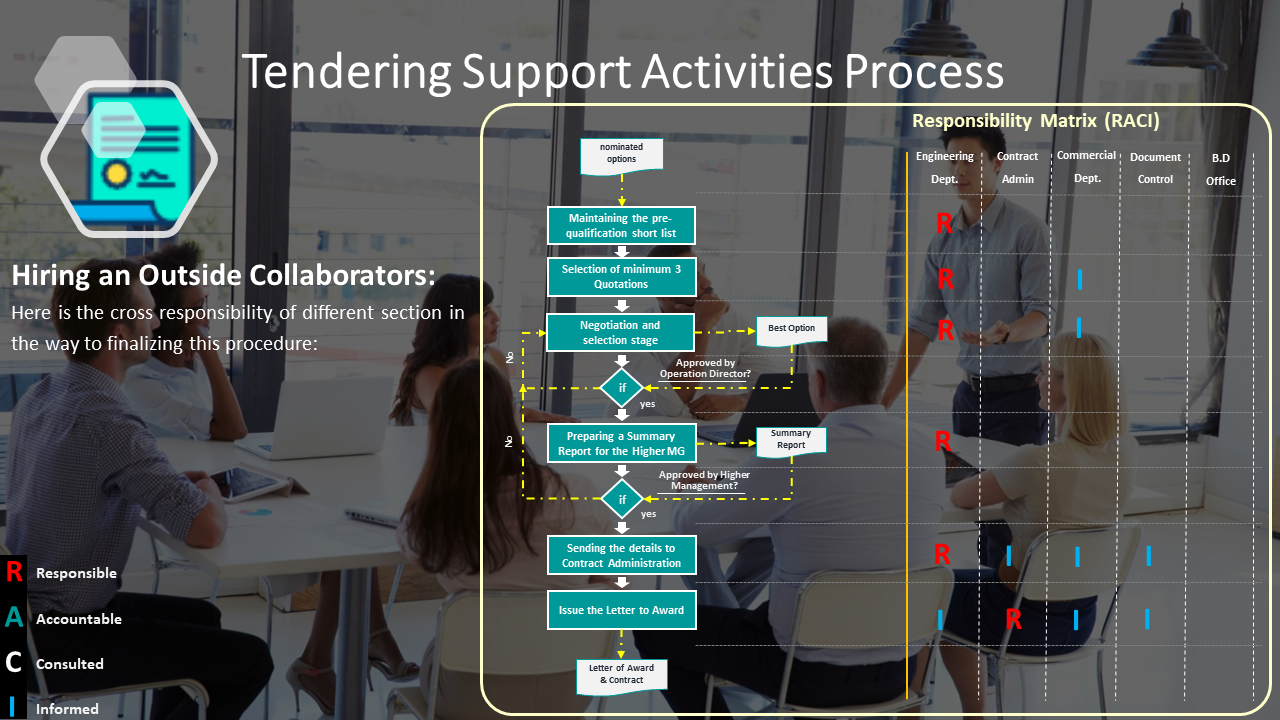 Tendering Support Activities Process
Hiring an Outside Collaborators:
Here is the cross responsibility of different section in
the way to finalizing this procedure:
R Responsible
A Accountable
C Consulted
I Informed
nominated
options
Maintaining the pre-
qualification short list
Selection of minimum 3
Quotations
Negotiation and
selection stage
Best Option
No
Approved by
Operation Director?
if
yes
Preparing a Summary
Report for the Higher MG
Summary
Report
No
Approved by Higher
Management?
if
yes
Sending the details to
Contract Administration
Issue the Letter to Award
Letter of Award
& Contract
Responsibility Matrix (RACI)
Engineering
Dept.
Contract
Admin
Commercial
Dept.
Document
Control
B.D
Office
R
R I
R I
R
R I I I
I R I I